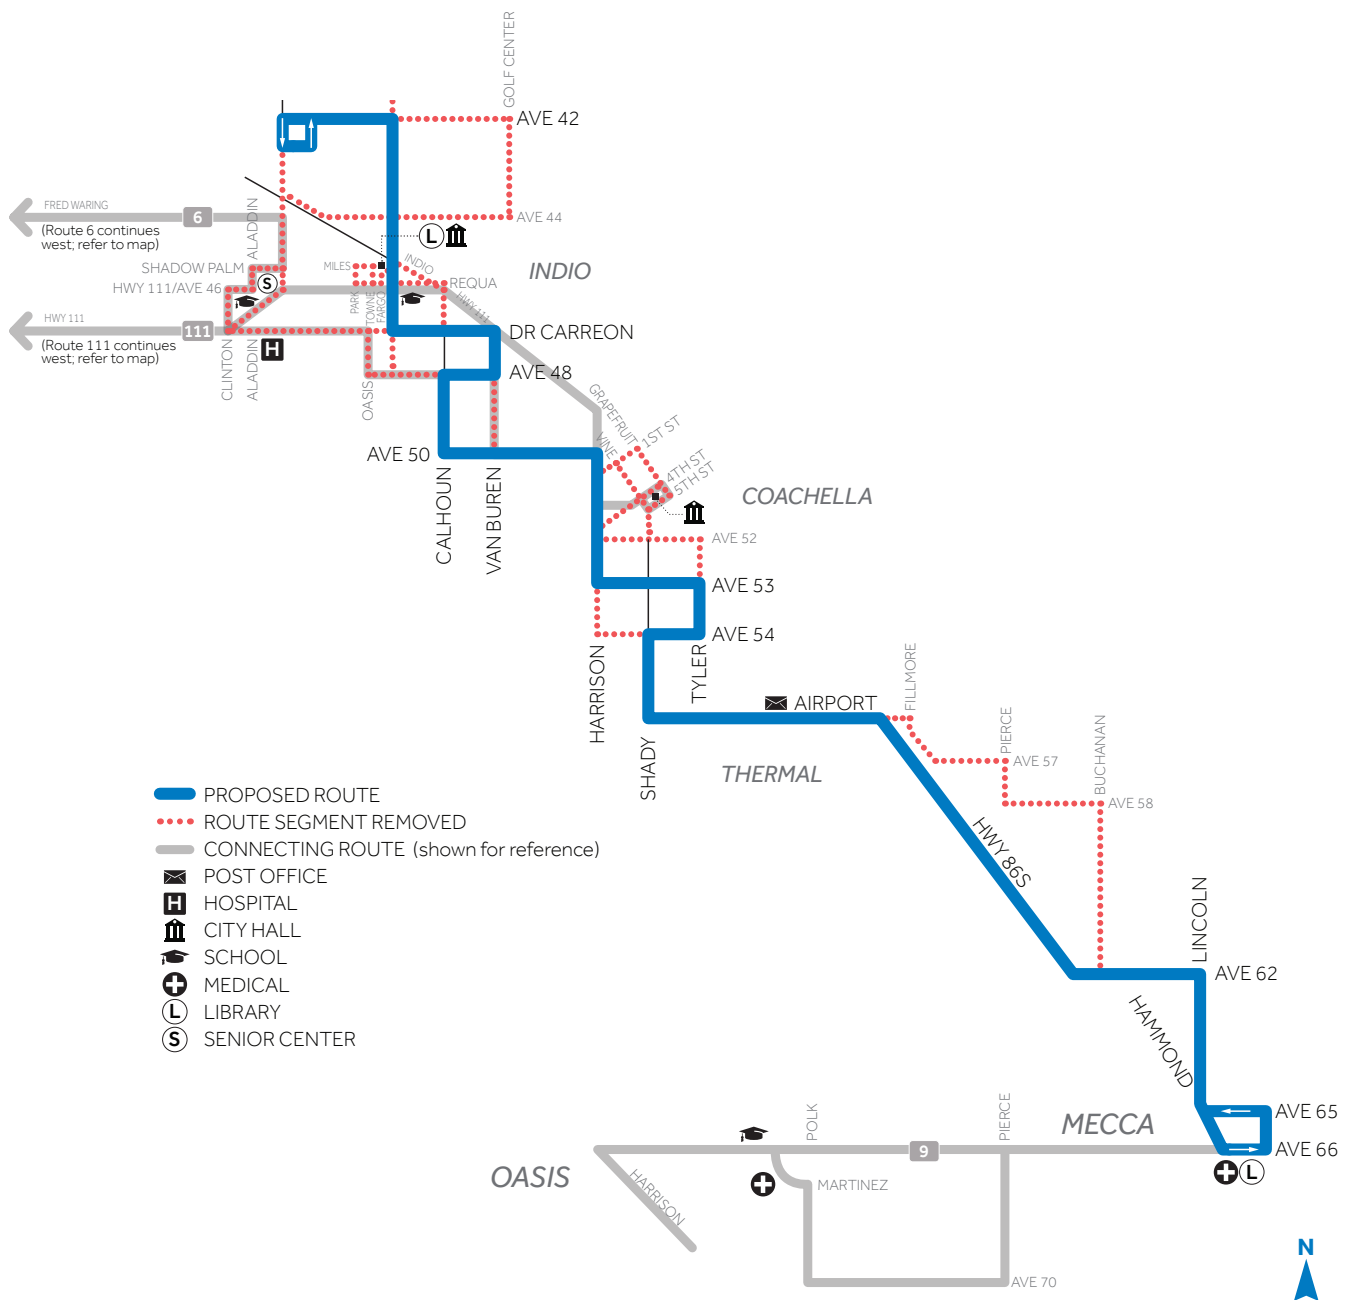 GOLF CENTER
AVE 42
FRED WARING
6
(Route 6 continues
west; refer to map)
ALADDIN
AVE 44
L
INDIO
SHADOW PALM
HWY 111/AVE 46
S
MILES
INDIO
REQUA
PARK
TOWNE
FARGO
HWY 111
HWY 111
111
(Route 111 continues
west; refer to map)
H
CLINTON
ALADDIN
OASIS
DR CARREON
AVE 48
GRAPEFRUIT
VINE
1ST ST
4TH ST
5TH ST
AVE 50
CALHOUN
VAN BUREN
COACHELLA
AVE 52
AVE 53
AVE 54
HARRISON
SHADY
TYLER
AIRPORT
FILLMORE
PIERCE
BUCHANAN
AVE 57
AVE 58
THERMAL
HWY 86S
PROPOSED ROUTE
ROUTE SEGMENT REMOVED
CONNECTING ROUTE (shown for reference)
POST OFFICE
H
HOSPITAL
CITY HALL
SCHOOL
MEDICAL
L
LIBRARY
S
SENIOR CENTER
LINCOLN
AVE 62
HAMMOND
AVE 65
AVE 66
MECCA
L
POLK
PIERCE
9
OASIS
HARRISON
MARTINEZ
AVE 70
N